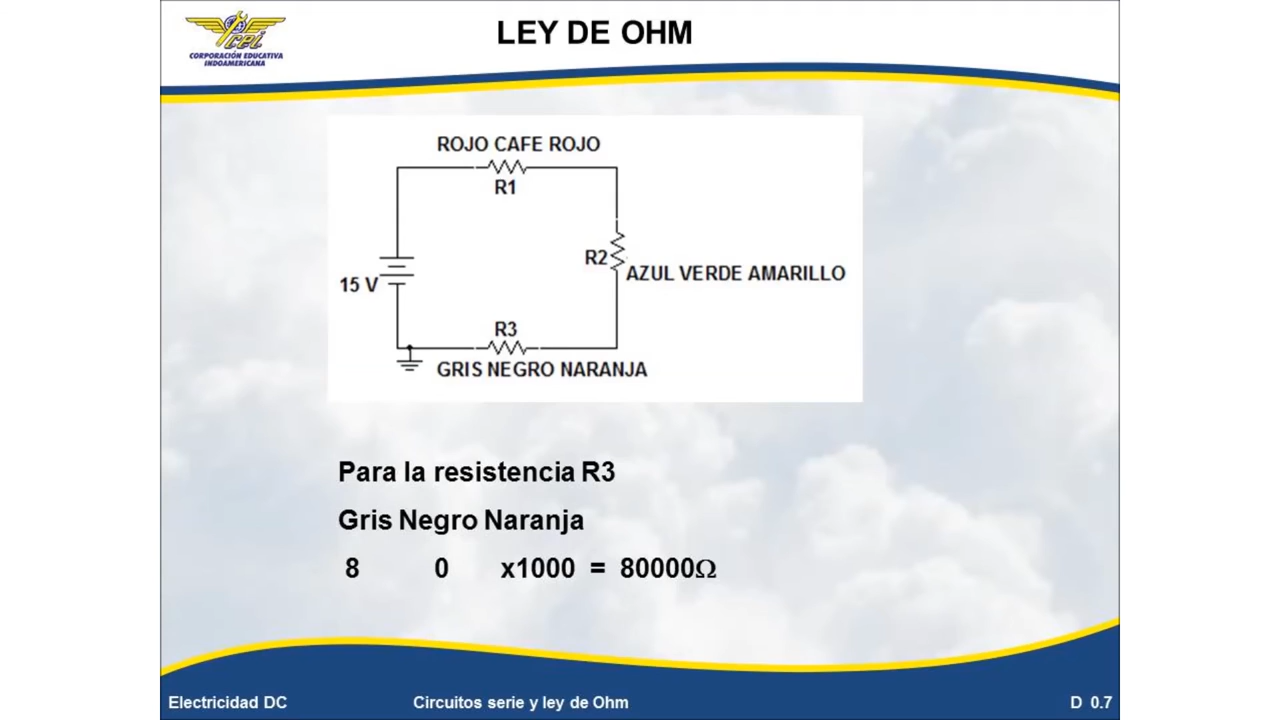 LEY DE OHM
cei
CORPORACIÓN EDUCATIVA
INDOAMERICANA
ROJO CAFE ROJO
R1
R2
AZUL VERDE AMARILLO
15 V
R3
GRIS NEGRO NARANJA
Para la resistencia R3
Gris Negro Naranja
8 0 x1000 = 80000Ω
Electricidad DC Circuitos serie y ley de Ohm D 0.7